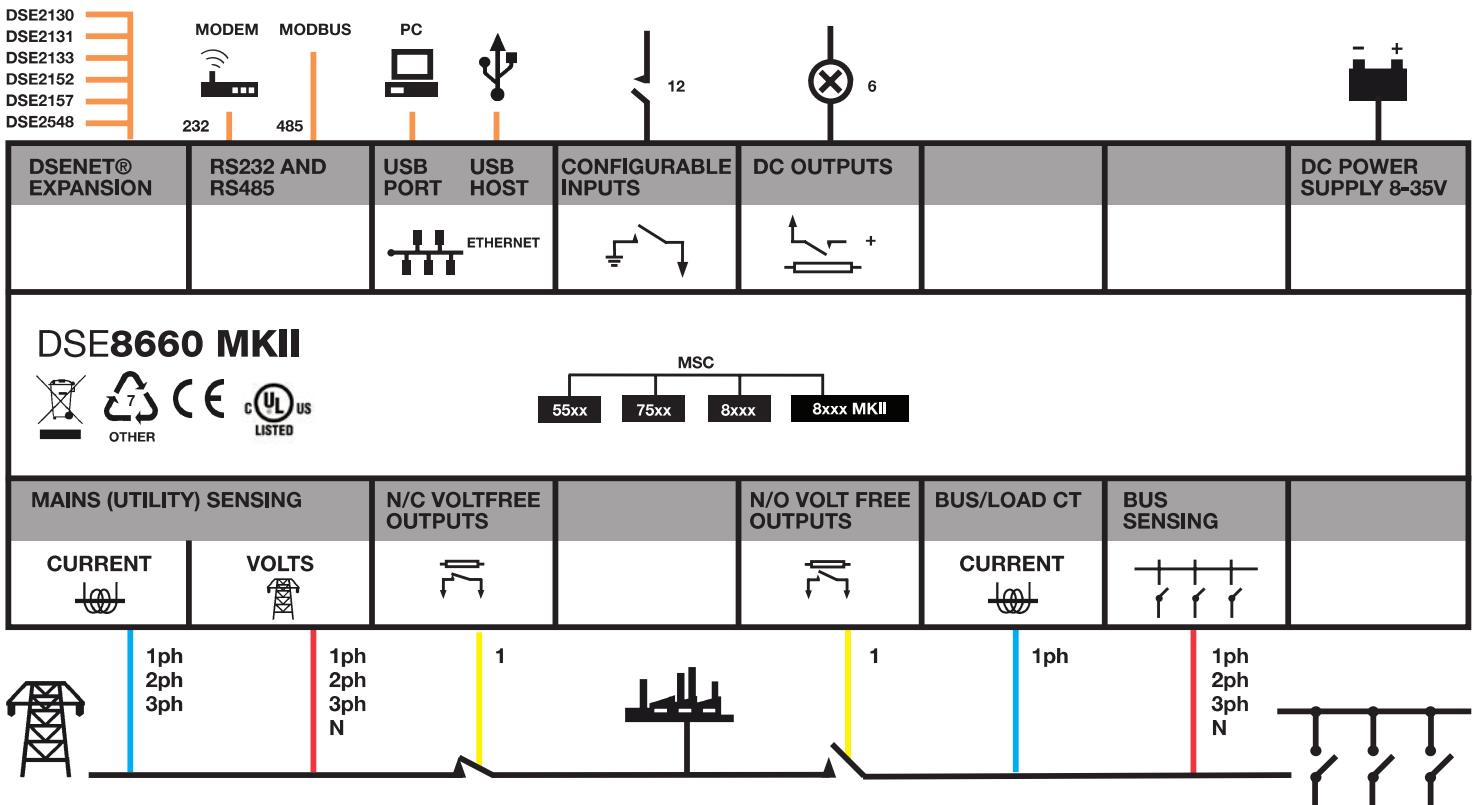 DSE2130
DSE2131
DSE2133
DSE2152
DSE2157
DSE2548
MODEM
MODBUS
PC
232
485
12
6
- +
DSENET®
EXPANSION
RS232 AND
RS485
USB
PORT
USB
HOST
CONFIGURABLE
INPUTS
DC OUTPUTS
DC POWER
SUPPLY 8-35V
ETHERNET
+
DSE8660 MKII
7
OTHER
CE
C UL US
LISTED
MSC
55xx
75xx
8xxx
8xxx MKII
MAINS (UTILITY) SENSING
N/C VOLTFREE
OUTPUTS
N/O VOLT FREE
OUTPUTS
BUS/LOAD CT
BUS
SENSING
CURRENT
VOLTS
CURRENT
1ph
2ph
3ph
1ph
2ph
3ph
N
1
1
1ph
1ph
2ph
3ph
N